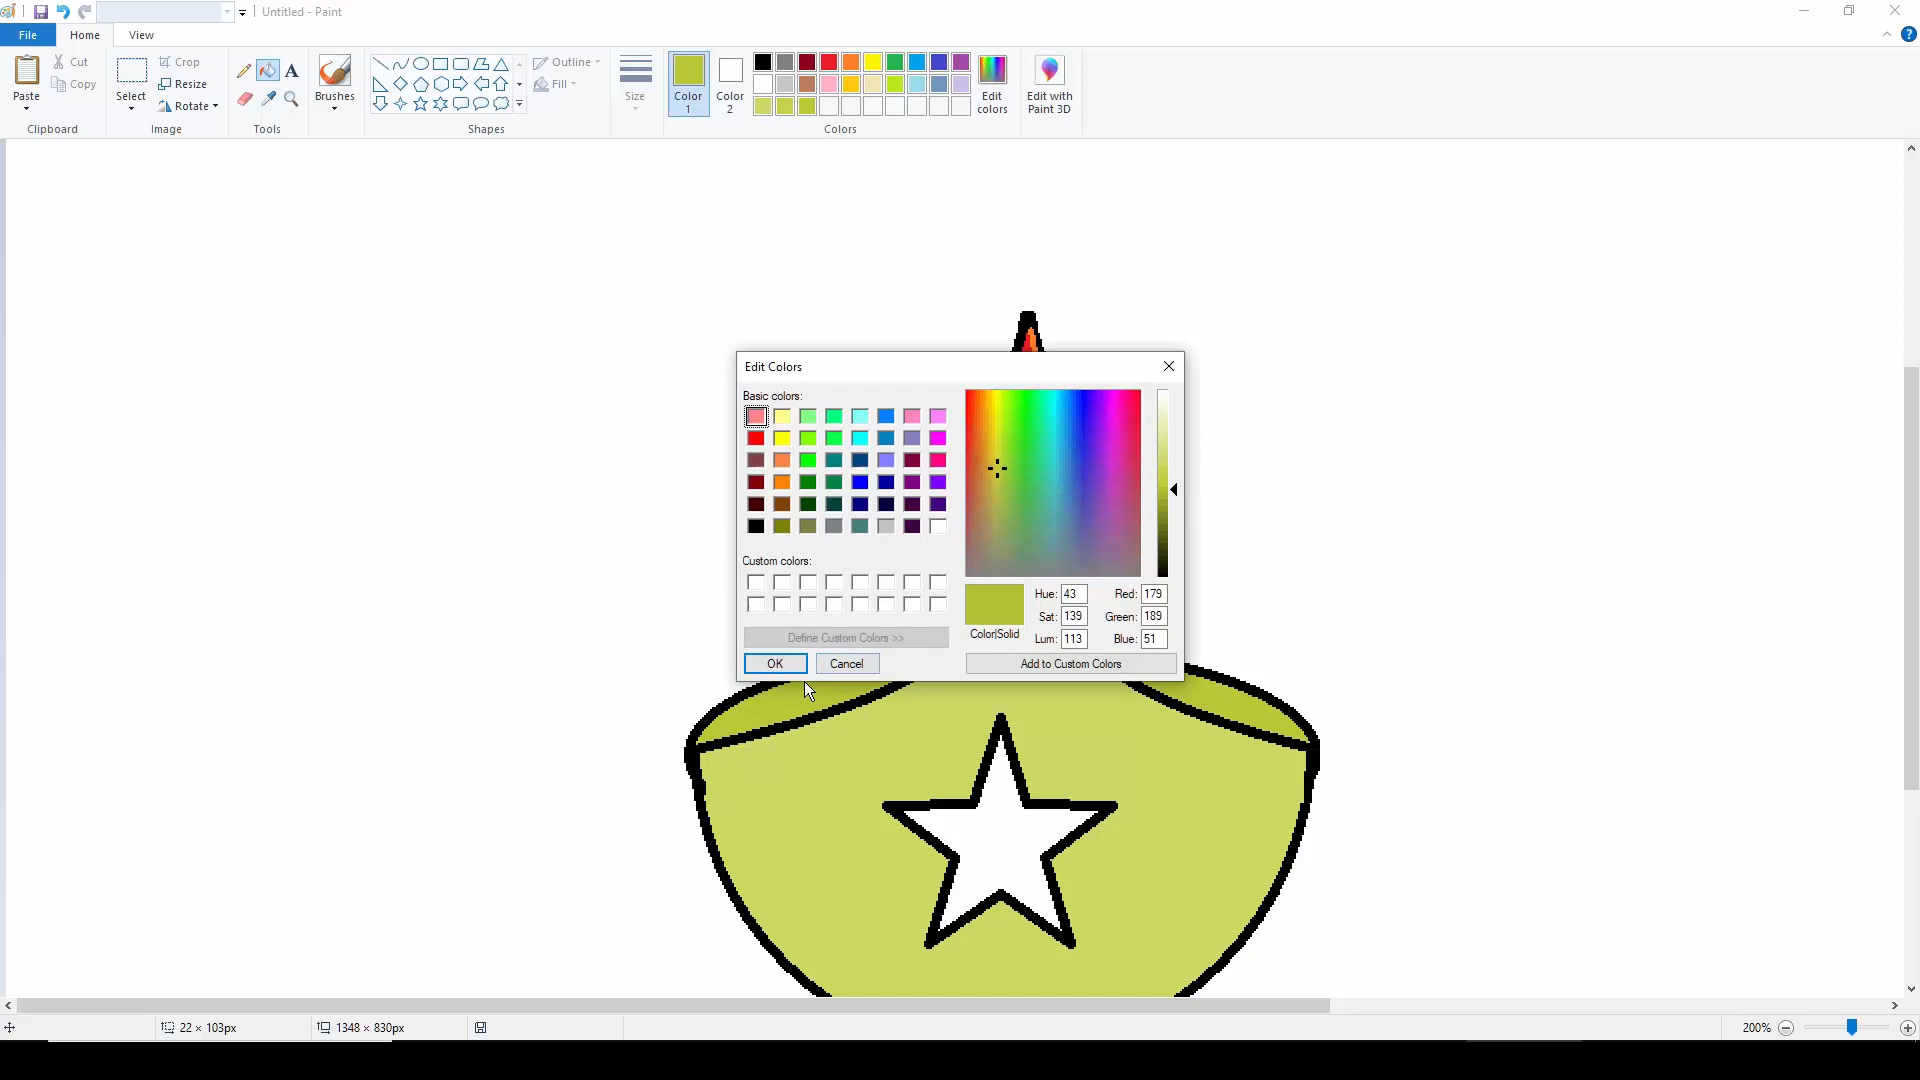 Untitled - Paint
File
Home
View
?
Paste
Cut
Copy
Clipboard
Select
Crop
Resize
Rotate
Image
A
Tools
Brushes
Outline
Fill
Shapes
Size
Color 1
Color 2
Colors
Edit colors
Edit with Paint 3D
Edit Colors
Basic colors:
Custom colors:
Define Custom Colors >>
OK
Cancel
Color|Solid
Hue: 43
Sat: 139
Lum: 113
Red: 179
Green: 189
Blue: 51
Add to Custom Colors
22 × 103px
1348 × 830px
200%